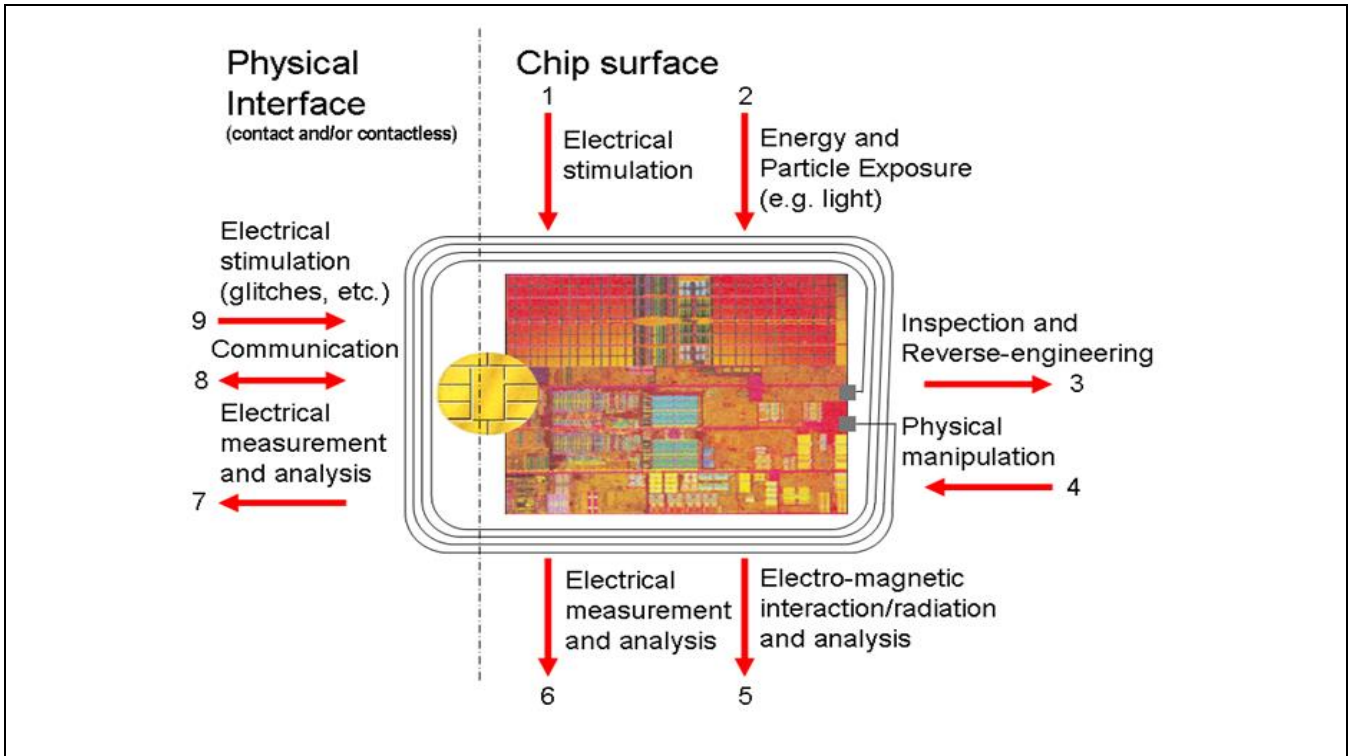 Physical
Interface
(contact and/or contactless)
Chip surface
1
Electrical
stimulation
2
Energy and
Particle Exposure
(e.g. light)
Electrical
stimulation
(glitches, etc.)
9
Communication
8
Electrical
measurement
and analysis
7
Inspection and
Reverse-engineering
3
Physical
manipulation
4
Electrical
measurement
and analysis
6
Electro-magnetic
interaction/radiation
and analysis
5